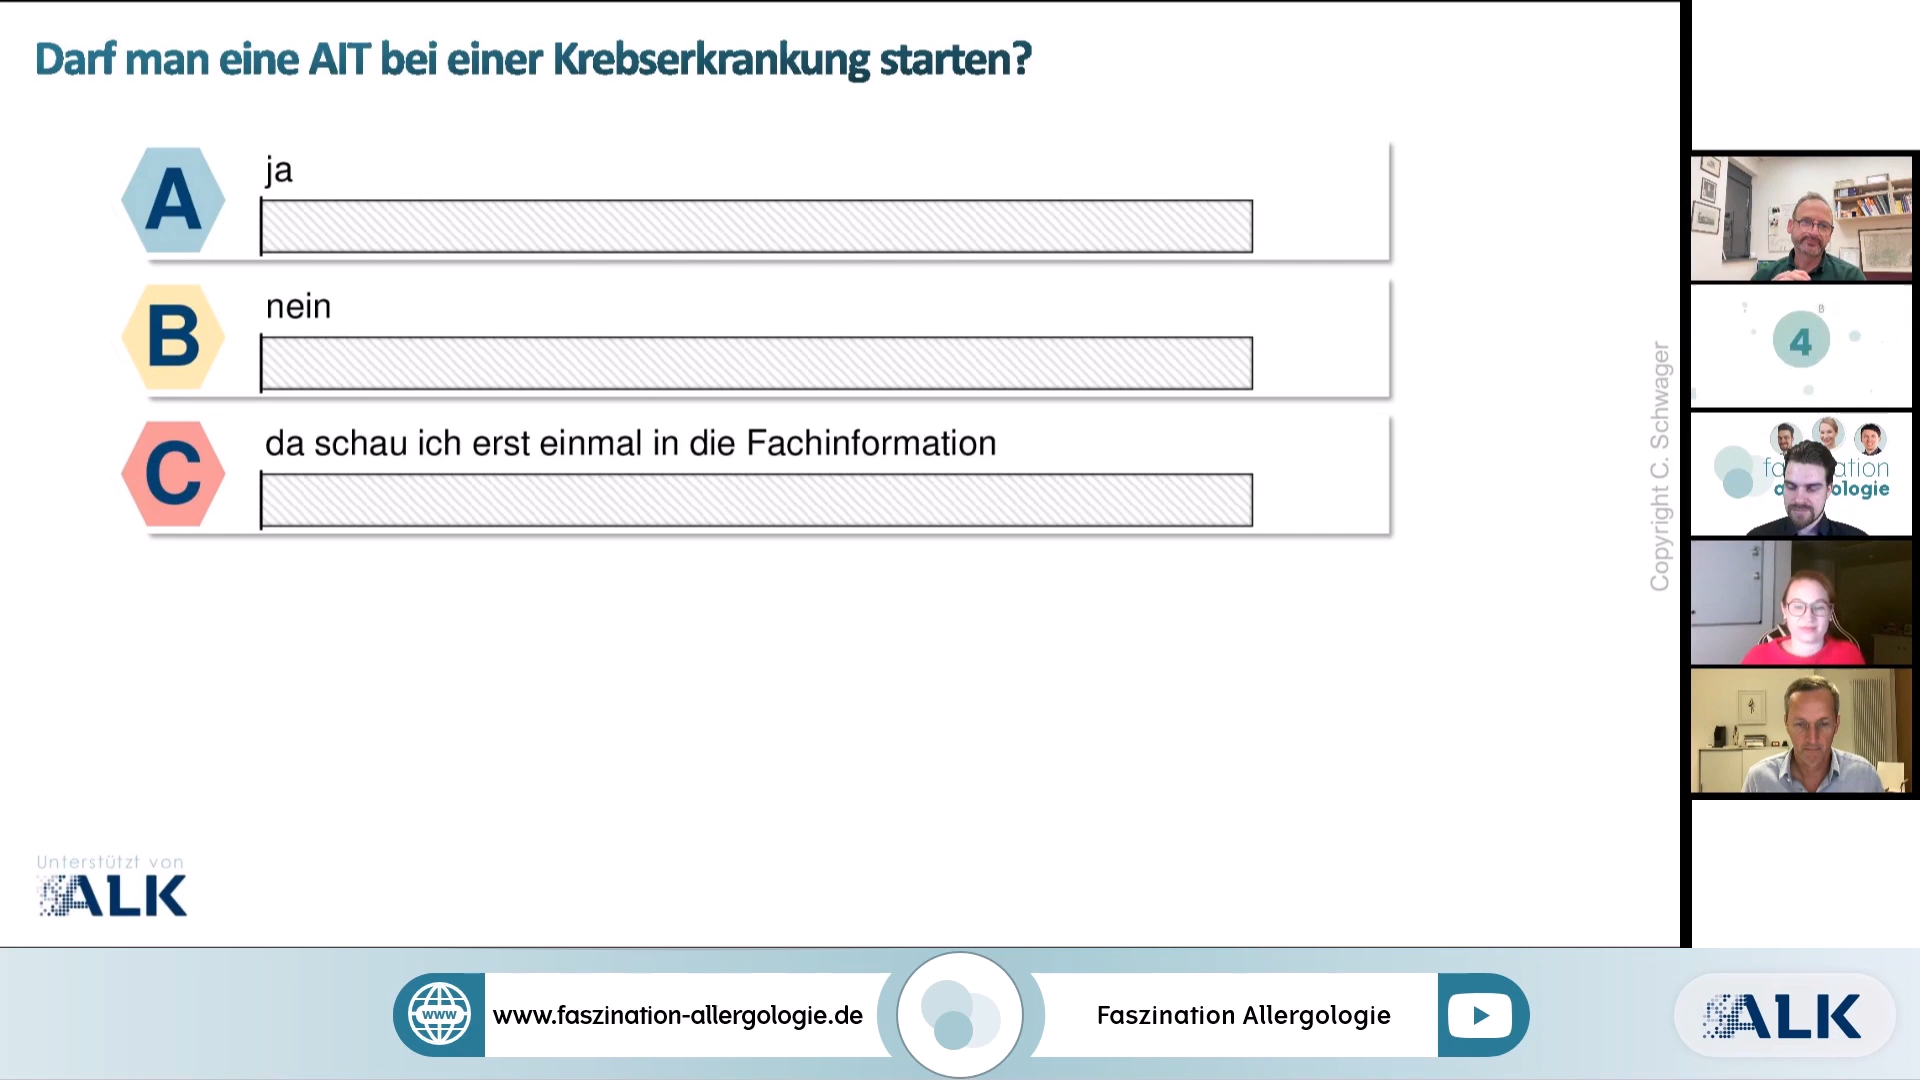 Darf man eine AIT bei einer Krebserkrankung starten?
A
ja
B
nein
C
da schau ich erst einmal in die Fachinformation
Copyright C. Schwager
4
B
ologie
Unterstützt von
ALK
www
www.faszination-allergologie.de
Faszination Allergologie
ALK